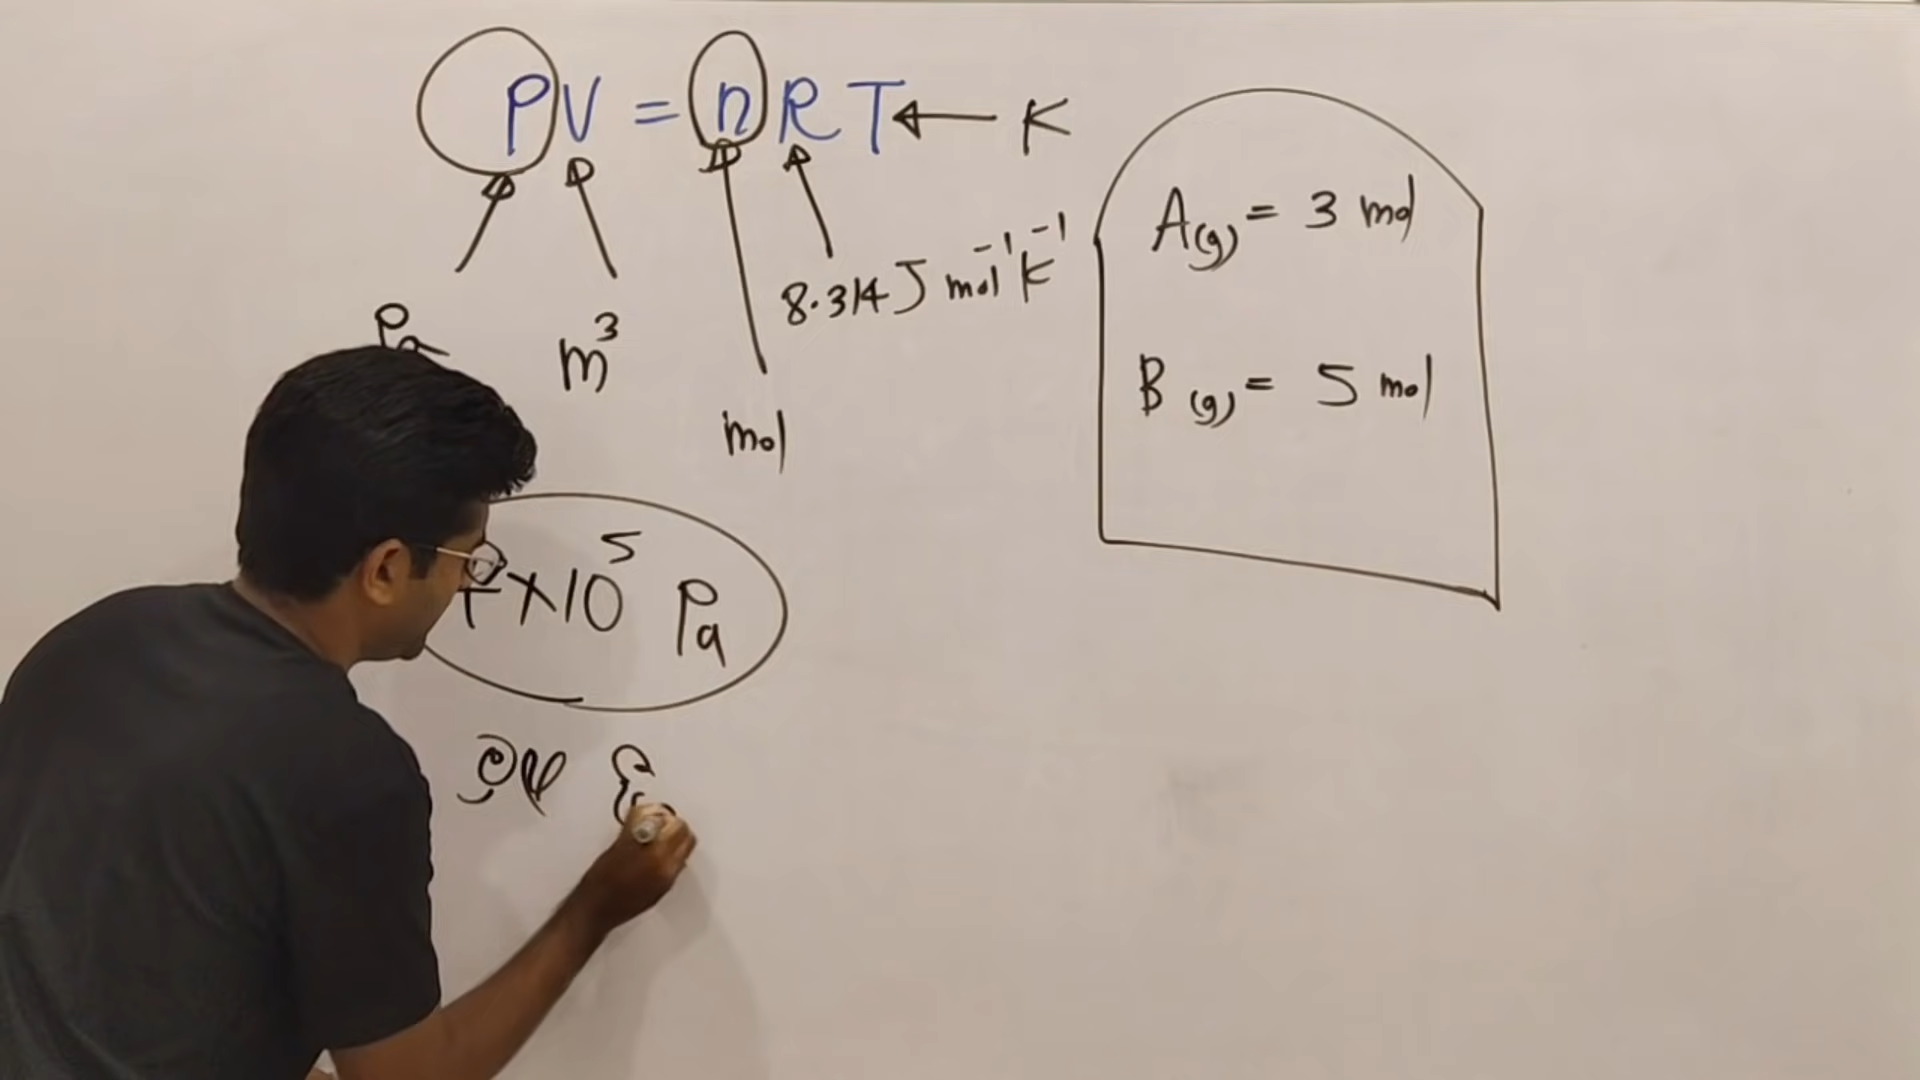 PV = nRT ← K
Pa
m³
8.314 J mol⁻¹ K⁻¹
mol
×10⁵ Pa
A(g) = 3 mol
B(g) = 5 mol